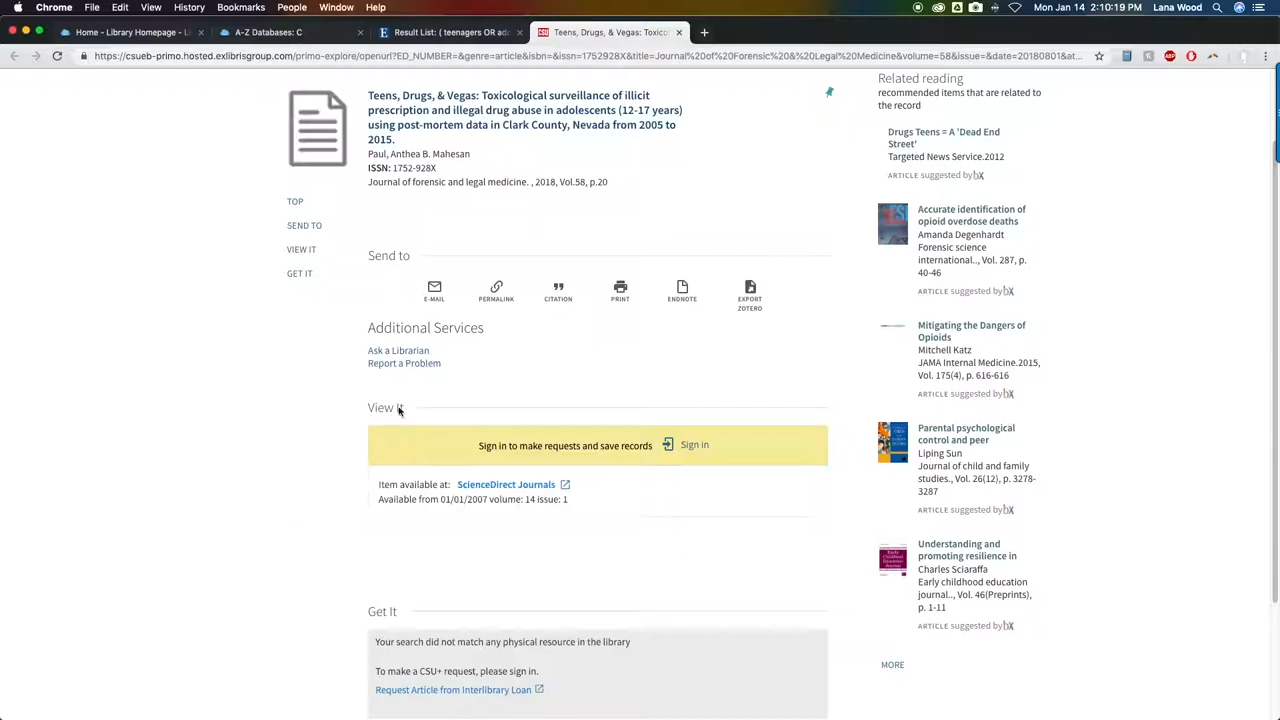 Chrome File Edit View History Bookmarks People Window Help
Mon Jan 14 2:11:01 PM Lana Wood
Home - Library Homepage - Li
A-Z Databases: C
Result List: ( teenagers OR ado
CSU Teens, Drugs, & Vegas: Toxico
https://csueb-primo.hosted.exlibrisgroup.com/primo-explore/openurl?ED_NUMBER=&genre=article&isbn=&issn=1752928X&title=Journal%20of%20Forensic%20&%20Legal%20Medicine&volume=58&issue=&date=20180801&at...
Teens, Drugs, & Vegas: Toxicological surveillance of illicit
prescription and illegal drug abuse in adolescents (12-17 years)
using post-mortem data in Clark County, Nevada from 2005 to
2015.
Paul, Anthea B. Mahesan
ISSN: 1752-928X
Journal of forensic and legal medicine. , 2018, Vol.58, p.20
TOP
SEND TO
VIEW IT
GET IT
Send to
E-MAIL
PERMALINK
CITATION
PRINT
ENDNOTE
EXPORT
ZOTERO
Additional Services
Ask a Librarian
Report a Problem
View It
Sign in to make requests and save records Sign in
Item available at: ScienceDirect Journals
Available from 01/01/2007 volume: 14 issue: 1
Get It
Your search did not match any physical resource in the library
To make a CSU+ request, please sign in.
Request Article from Interlibrary Loan
Related reading
recommended items that are related to
the record
Drugs Teens = A 'Dead End
Street'
Targeted News Service.2012
ARTICLE suggested by bX
Accurate identification of
opioid overdose deaths
Amanda Degenhardt
Forensic science
international.., Vol. 287, p.
40-46
ARTICLE suggested by bX
Mitigating the Dangers of
Opioids
Mitchell Katz
JAMA Internal Medicine.2015,
Vol. 175(4), p. 616-616
ARTICLE suggested by bX
Parental psychological
control and peer
Liping Sun
Journal of child and family
studies., Vol. 26(12), p. 3278-
3287
ARTICLE suggested by bX
Understanding and
promoting resilience in
Charles Sciaraffa
Early childhood education
journal.., Vol. 46(Preprints),
p. 1-11
ARTICLE suggested by bX
MORE